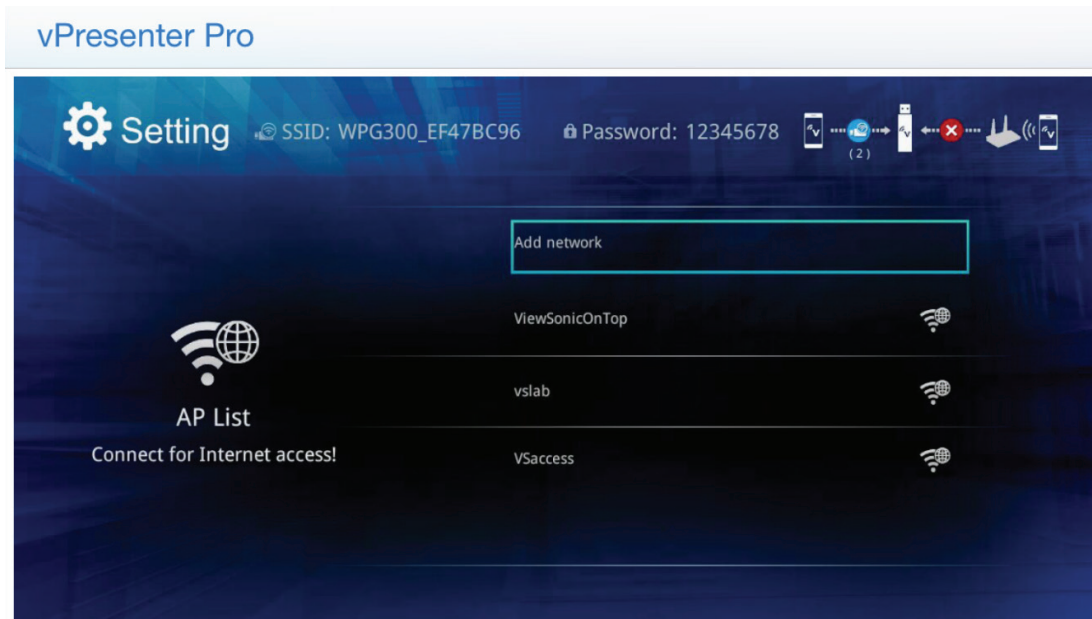 vPresenter Pro
Setting SSID: WPG300_EF47BC96 Password: 12345678
(2)
Add network
ViewSonicOnTop
vslab
AP List
Connect for Internet access!
VSaccess